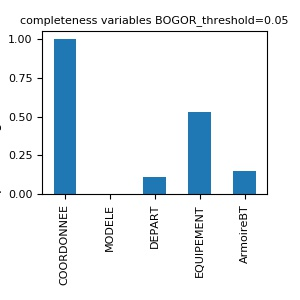 completeness variables BOGOR_threshold=0.05
1.00
0.75
0.50
0.25
0.00
COORDONNEE
MODELE
DEPART
EQUIPEMENT
ArmoireBT